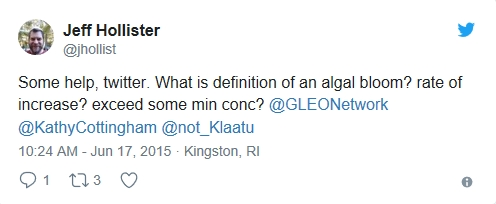 Jeff Hollister
@jhollist
Some help, twitter. What is definition of an algal bloom? rate of
increase? exceed some min conc? @GLEONetwork
@KathyCottingham @not_Klaatu
10:24 AM - Jun 17, 2015 · Kingston, RI
1 3